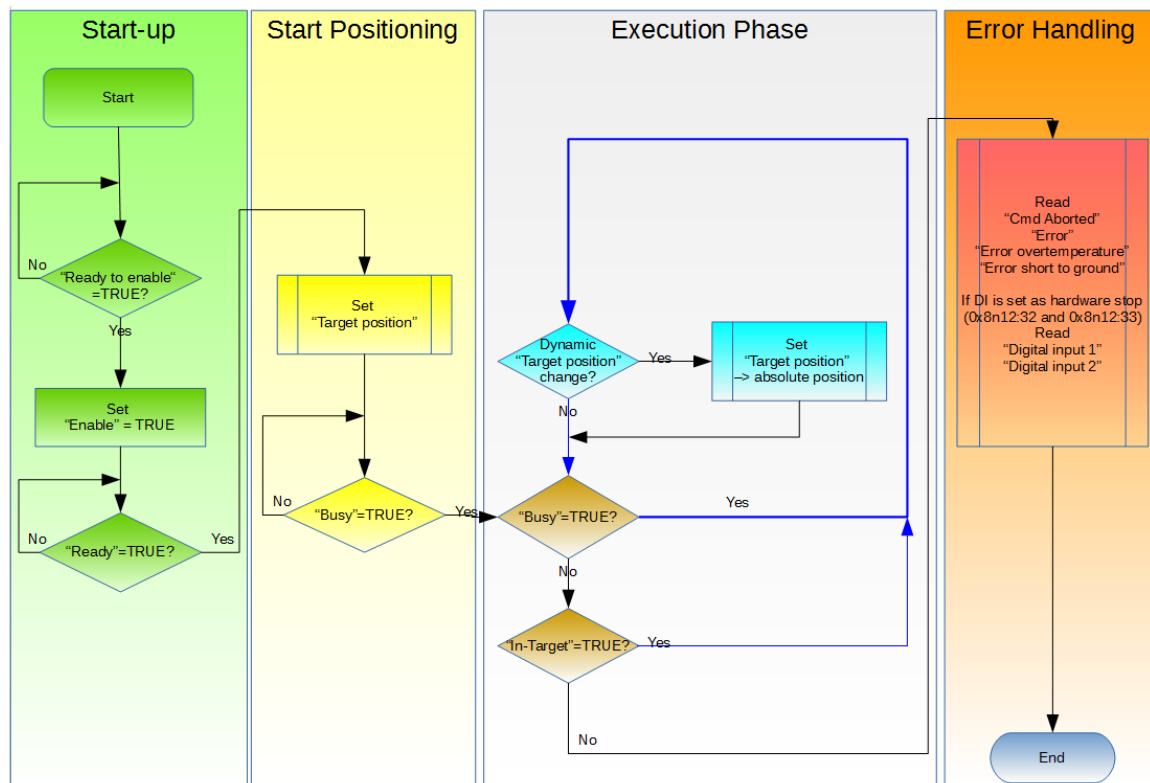 Start-up
Start
No
“Ready to enable“
=TRUE?
Yes
Set
“Enable” = TRUE
No
“Ready”=TRUE?
Yes
Start Positioning
Set
“Target position”
No
“Busy”=TRUE?
Yes
Execution Phase
Dynamic
“Target position”
change?
Yes
Set
“Target position”
–> absolute position
No
“Busy”=TRUE?
Yes
No
“In-Target”=TRUE?
Yes
No
Error Handling
Read
“Cmd Aborted”
“Error”
“Error overtemperature”
“Error short to ground”
If DI is set as hardware stop
(0x8n12:32 and 0x8n12:33)
Read
“Digital input 1”
“Digital input 2”
End